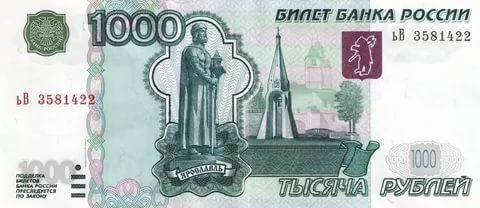 1000
БИЛЕТ БАНКА РОССИИ
ьВ 3581422
ьВ 3581422
ЯРОСЛАВЛЬ
1000
ПОДДЕЛКА
БИЛЕТОВ
БАНКА РОССИИ
ПРЕСЛЕДУЕТСЯ
ПО ЗАКОНУ
1000
ТЫСЯЧА РУБЛЕЙ